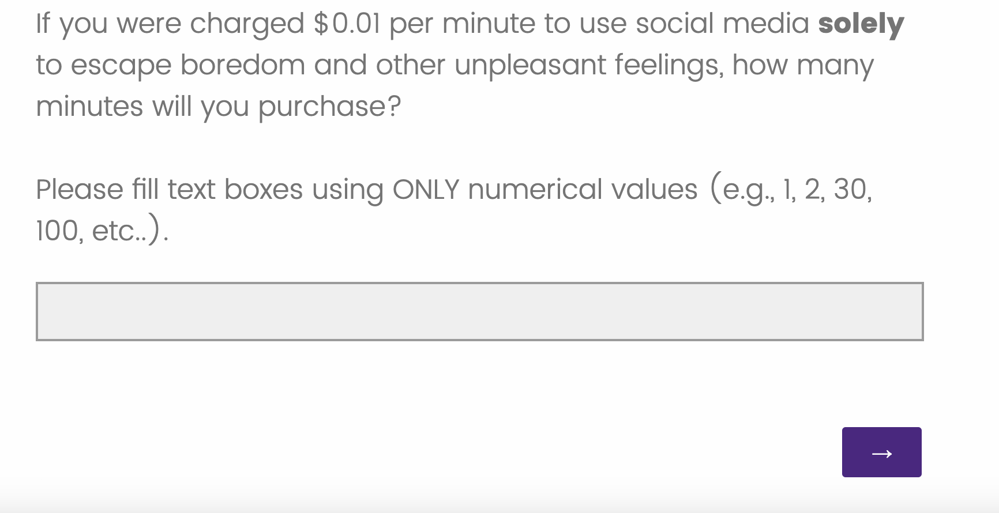 If you were charged $0.01 per minute to use social media solely
to escape boredom and other unpleasant feelings, how many
minutes will you purchase?
Please fill text boxes using ONLY numerical values (e.g., 1, 2, 30,
100, etc..).
→